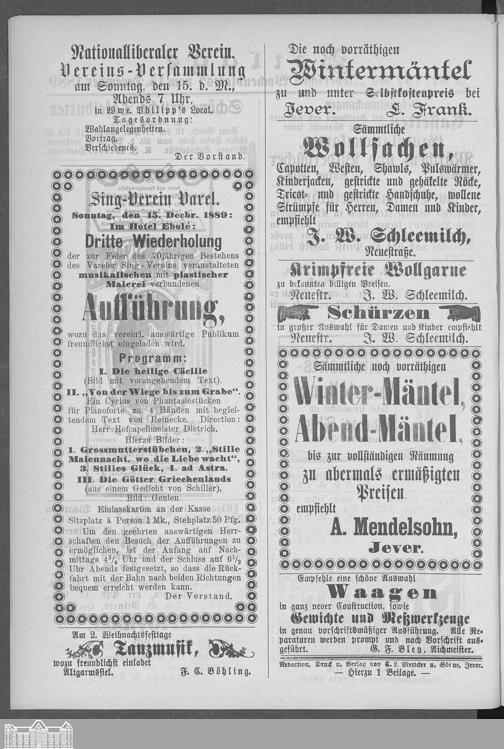 Nationalliberaler Verein.
Vereins-Versammlung
am Sonntag, den 15. d. M.,
Abends 7 Uhr,
in Wwe. Philipp's Local.
Tagesordnung:
Wahlangelegenheiten.
Vortrag.
Verschiedenes.
Der Vorstand.
Sing-Verein Varel.
Sonntag, den 15. Decbr. 1889:
Im Hotel Ebolé:
Dritte Wiederholung
der zur Feier des 70jährigen Bestehens
des Vareler Sing-Vereins veranstalteten
musikalischen mit plastischer
Malerei verbundenen
Aufführung,
wozu das verehrl. auswärtige Publikum
freundlichst eingeladen wird.
Programm:
I. Die heilige Cäcilie
(Bild mit vorangehendem Text).
II. „Von der Wiege bis zum Grabe“.
Ein Cyclus von Phantasiestücken
für Pianoforte zu 4 Händen mit beglei-
tendem Text von Reinecke. Direction:
Herr Hofcapellmeister Dietrich.
Hierzu Bilder:
1. Grossmutterstübchen, 2. „Stille
Maiennacht, wo die Liebe wacht“,
3. Stilles Glück, 4. ad Astra.
III. Die Götter Griechenlands
(aus einem Gedicht von Schiller).
Bild: Genien.
Einlasskarten an der Kasse
Sitzplatz à Person 1 Mk., Stehplatz 50 Pfg.
Um den geehrten auswärtigen Herr-
schaften den Besuch der Aufführungen zu
ermöglichen, ist der Anfang auf Nach-
mittags 4¾ Uhr und der Schluss auf 6½
Uhr Abends festgesetzt, so dass die Rück-
fahrt mit der Bahn nach beiden Richtungen
bequem erreicht werden kann.
Der Vorstand.
Am 2. Weihnachtsfesttage
Tanzmusik,
wozu freundlichst einladet
Altgarmssiel. F. C. Böhling.
Die noch vorräthigen
Wintermäntel
zu und unter Selbstkostenpreis bei
Jever. L. Frank.
Sämmtliche
Wollsachen,
Capotten, Westen, Shawls, Pulswärmer,
Kinderjacken, gestrickte und gehäkelte Röcke,
Tricot- und gestrickte Handschuhe, wollene
Strümpfe für Herren, Damen und Kinder,
empfiehlt
J. W. Schleemilch,
Neuestraße.
Krimpfreie Wollgarne
zu bekannten billigen Preisen.
Neuestr. J. W. Schleemilch.
Schürzen
in großer Auswahl für Damen und Kinder empfiehlt
Neuestr. J. W. Schleemilch.
Sämmtliche noch vorräthigen
Winter-Mäntel,
Abend-Mäntel,
bis zur vollständigen Räumung
zu abermals ermäßigten
Preisen
empfiehlt
A. Mendelsohn,
Jever.
Empfehle eine schöne Auswahl
Waagen
in ganz neuer Construction, sowie
Gewichte und Meßwerkzeuge
in genau vorschriftsmäßiger Ausführung. Alle Re-
paraturen werden prompt und nach Vorschrift aus-
geführt. G. F. Bley, Aichmeister.
Redaction, Druck u. Verlag von C. L. Mettcker u. Söhne, Jever.
— Hierzu 1 Beilage. —